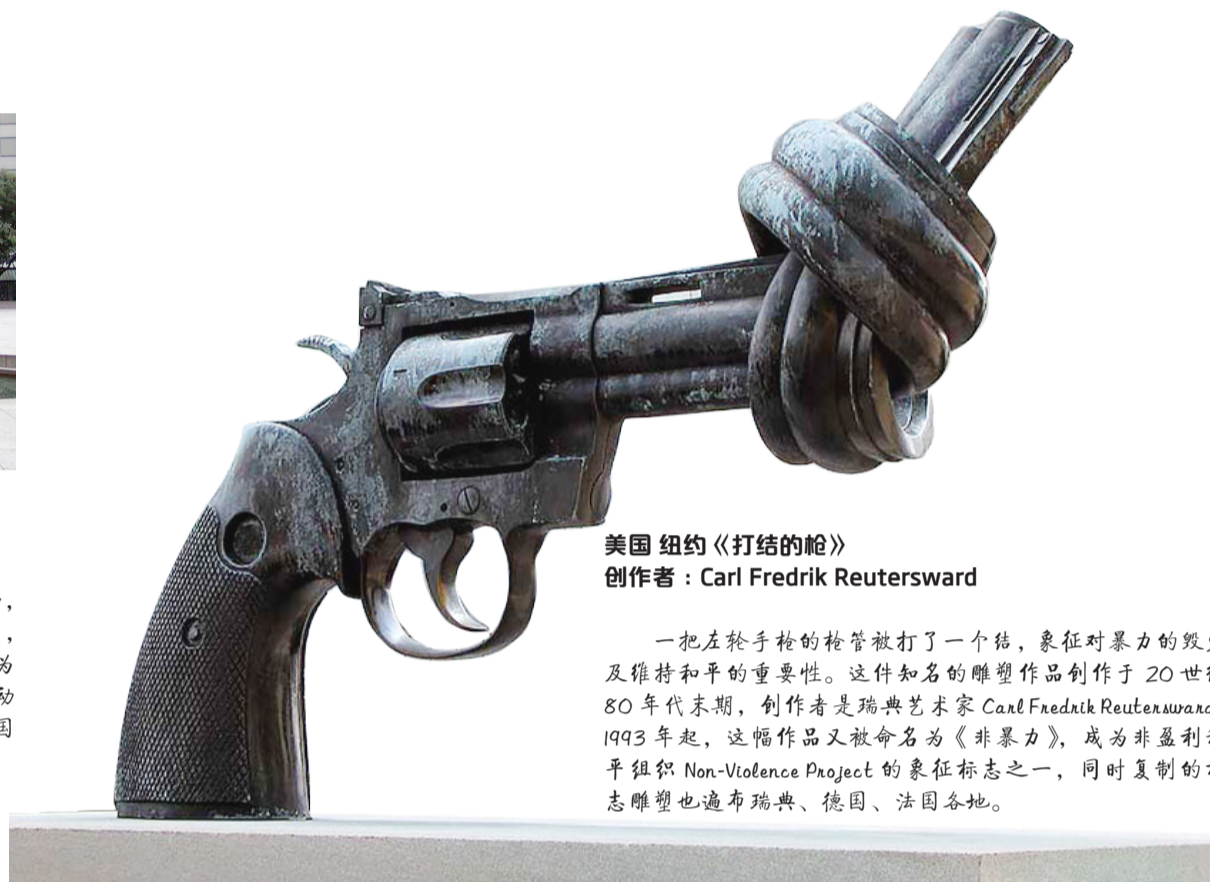 ，
，
为
动
国
美国 纽约《打结的枪》
创作者：Carl Fredrik Reutersward
一把左轮手枪的枪管被打了一个结，象征对暴力的毁
及维持和平的重要性。这件知名的雕塑作品创作于 20 世
80 年代末期，创作者是瑞典艺术家 Carl Fredrik Reutersward
1993 年起，这幅作品又被命名为《非暴力》，成为非盈利
平组织 Non-Violence Project 的象征标志之一，同时复制的
志雕塑也遍布瑞典、德国、法国各地。